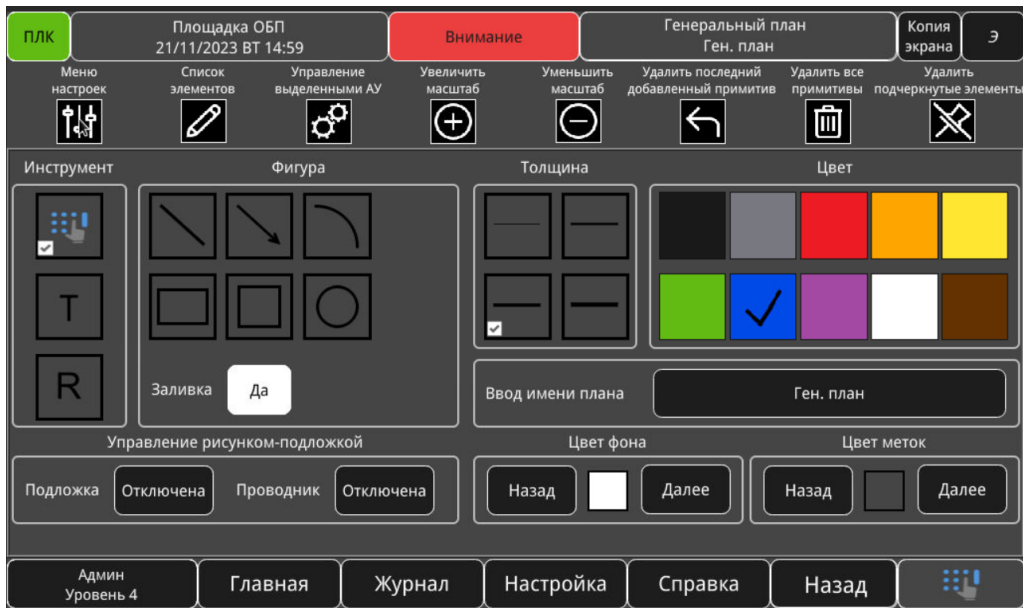 ПЛК
Площадка ОБП
21/11/2023 ВТ 14:59
Внимание
Генеральный план
Ген. план
Копия
экрана
Э
Меню
настроек
Список
элементов
Управление
выделенными АУ
Увеличить
масштаб
Уменьшить
масштаб
Удалить последний
добавленный примитив
Удалить все
примитивы
Удалить
подчеркнутые элементы
Инструмент
Фигура
Толщина
Цвет
T
R
Заливка
Да
Ввод имени плана
Ген. план
Управление рисунком-подложкой
Цвет фона
Цвет меток
Подложка
Отключена
Проводник
Отключена
Назад
Далее
Назад
Далее
Админ
Уровень 4
Главная
Журнал
Настройка
Справка
Назад